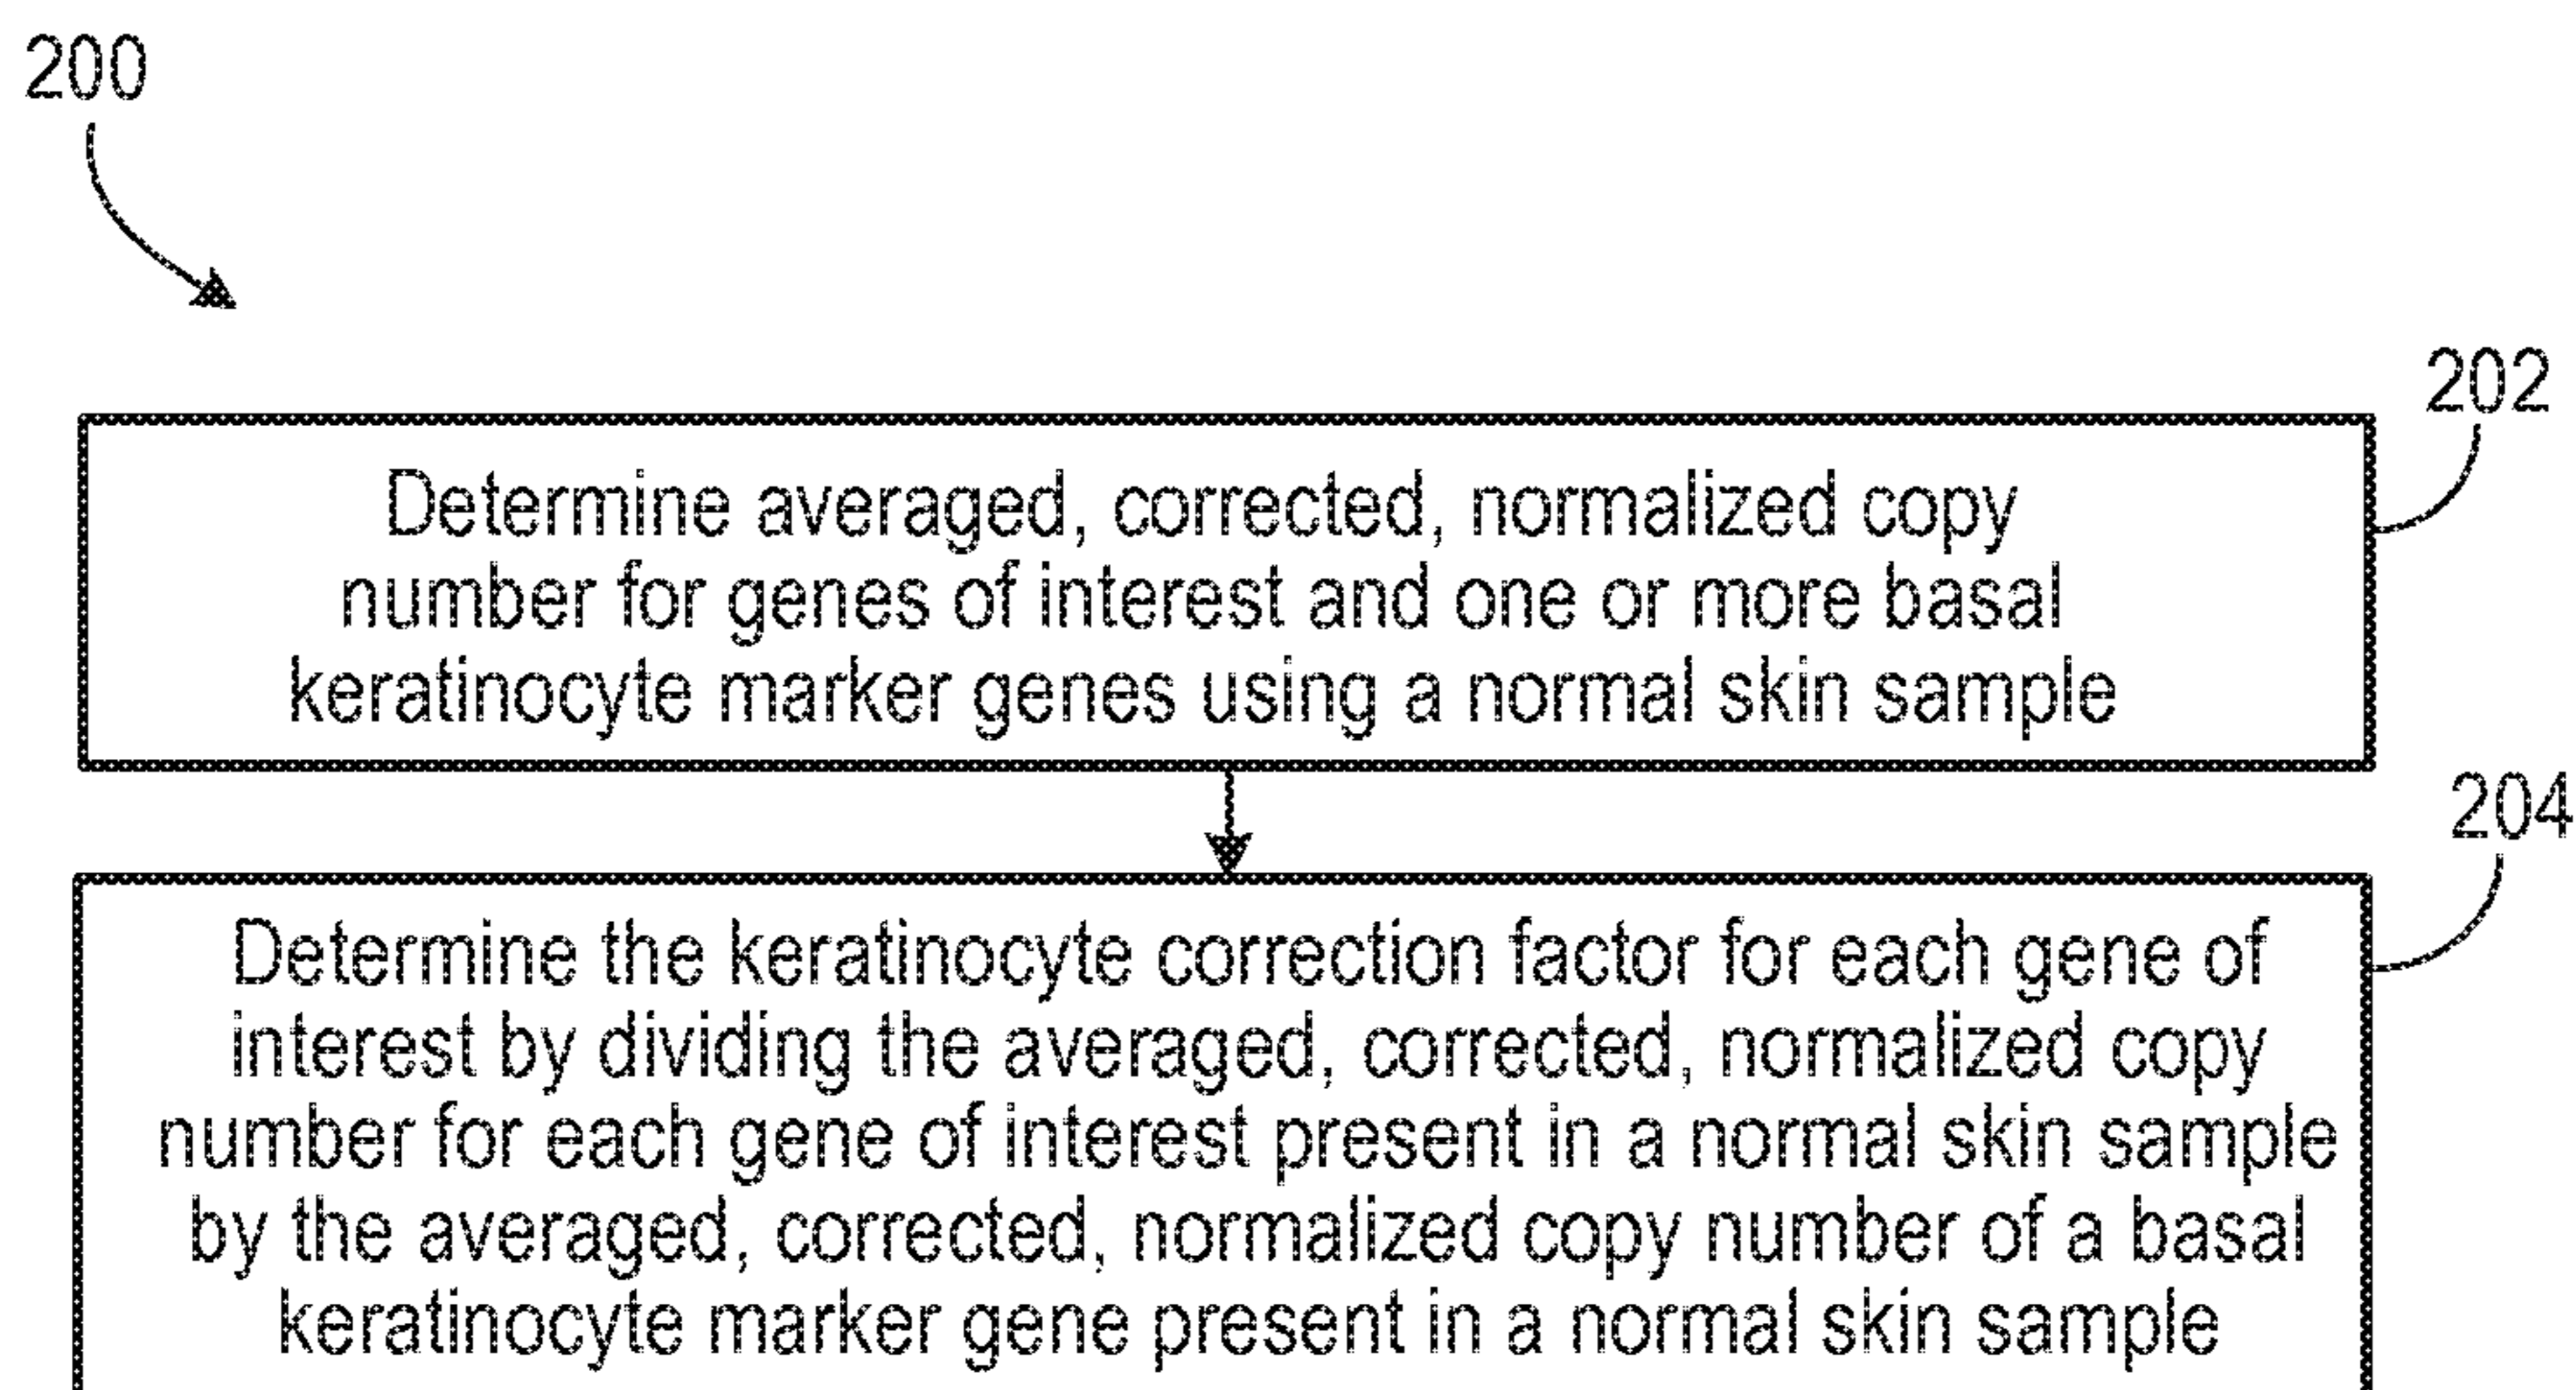 200
202
Determine averaged, corrected, normalized copy
number for genes of interest and one or more basal
keratinocyte marker genes using a normal skin sample
204
Determine the keratinocyte correction factor for each gene of
interest by dividing the averaged, corrected, normalized copy
number for each gene of interest present in a normal skin sample
by the averaged, corrected, normalized copy number of a basal
keratinocyte marker gene present in a normal skin sample